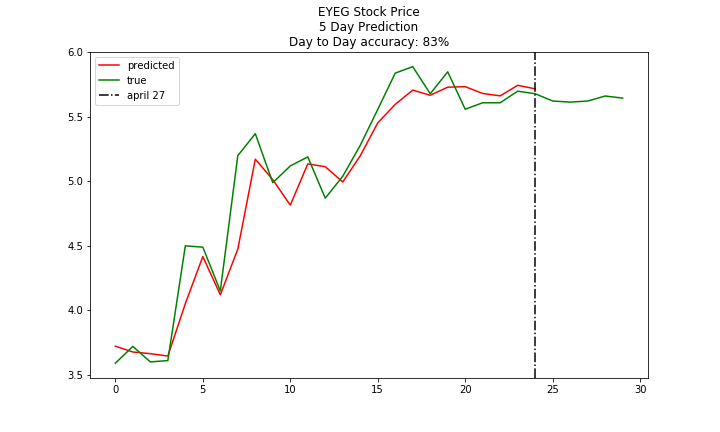 EYEG Stock Price
5 Day Prediction
Day to Day accuracy: 83%
predicted
true
april 27
6.0
5.5
5.0
4.5
4.0
3.5
0 5 10 15 20 25 30